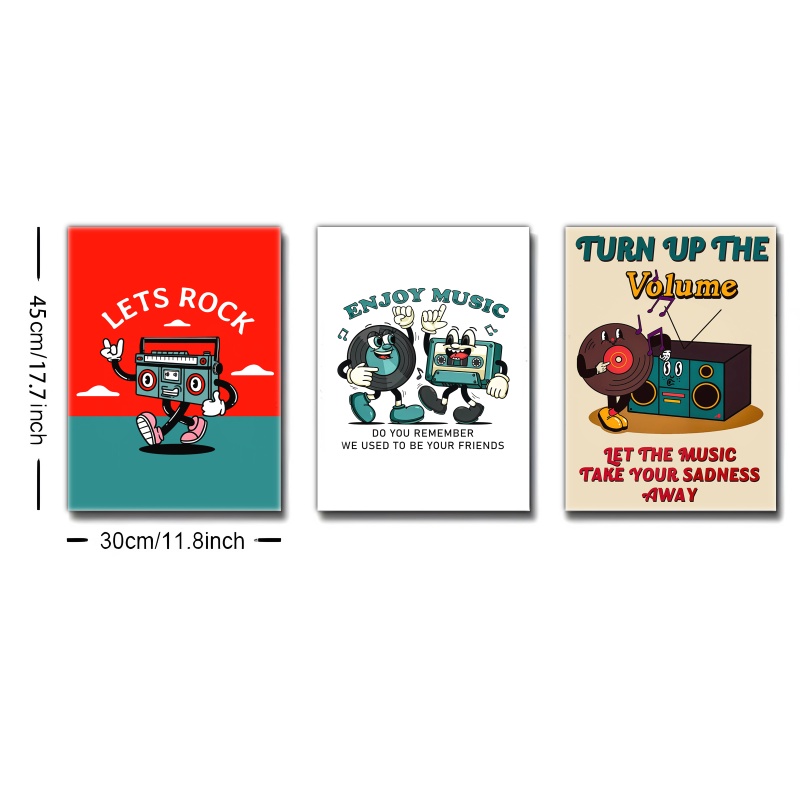 45cm/17.7inch
LETS ROCK
30cm/11.8inch
ENJOY MUSIC
DO YOU REMEMBER
WE USED TO BE YOUR FRIENDS
TURN UP THE
Volume
LET THE MUSIC
TAKE YOUR SADNESS
AWAY